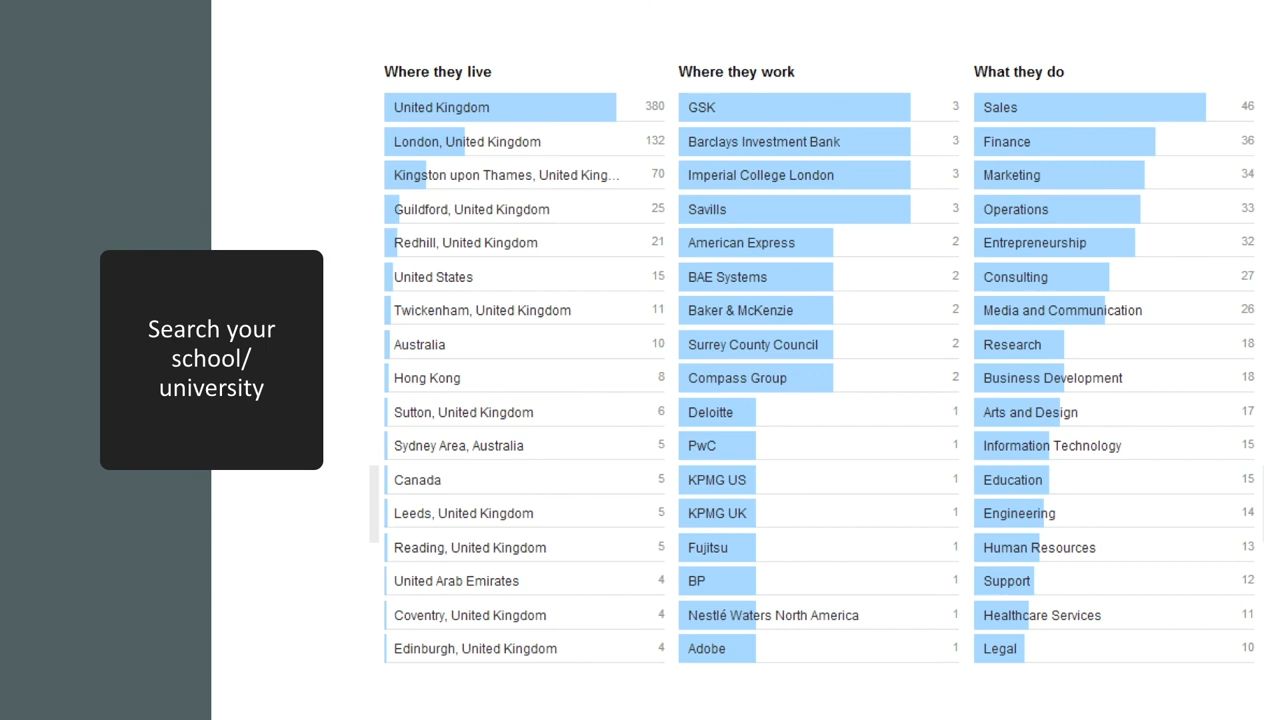 Search your
school/
university
Where they live
United Kingdom 380
London, United Kingdom 132
Kingston upon Thames, United King... 70
Guildford, United Kingdom 25
Redhill, United Kingdom 21
United States 15
Twickenham, United Kingdom 11
Australia 10
Hong Kong 8
Sutton, United Kingdom 6
Sydney Area, Australia 5
Canada 5
Leeds, United Kingdom 5
Reading, United Kingdom 5
United Arab Emirates 4
Coventry, United Kingdom 4
Edinburgh, United Kingdom 4
Where they work
GSK 3
Barclays Investment Bank 3
Imperial College London 3
Savills 3
American Express 2
BAE Systems 2
Baker & McKenzie 2
Surrey County Council 2
Compass Group 2
Deloitte 1
PwC 1
KPMG US 1
KPMG UK 1
Fujitsu 1
BP 1
Nestlé Waters North America 1
Adobe 1
What they do
Sales 46
Finance 36
Marketing 34
Operations 33
Entrepreneurship 32
Consulting 27
Media and Communication 26
Research 18
Business Development 18
Arts and Design 17
Information Technology 15
Education 15
Engineering 14
Human Resources 13
Support 12
Healthcare Services 11
Legal 10